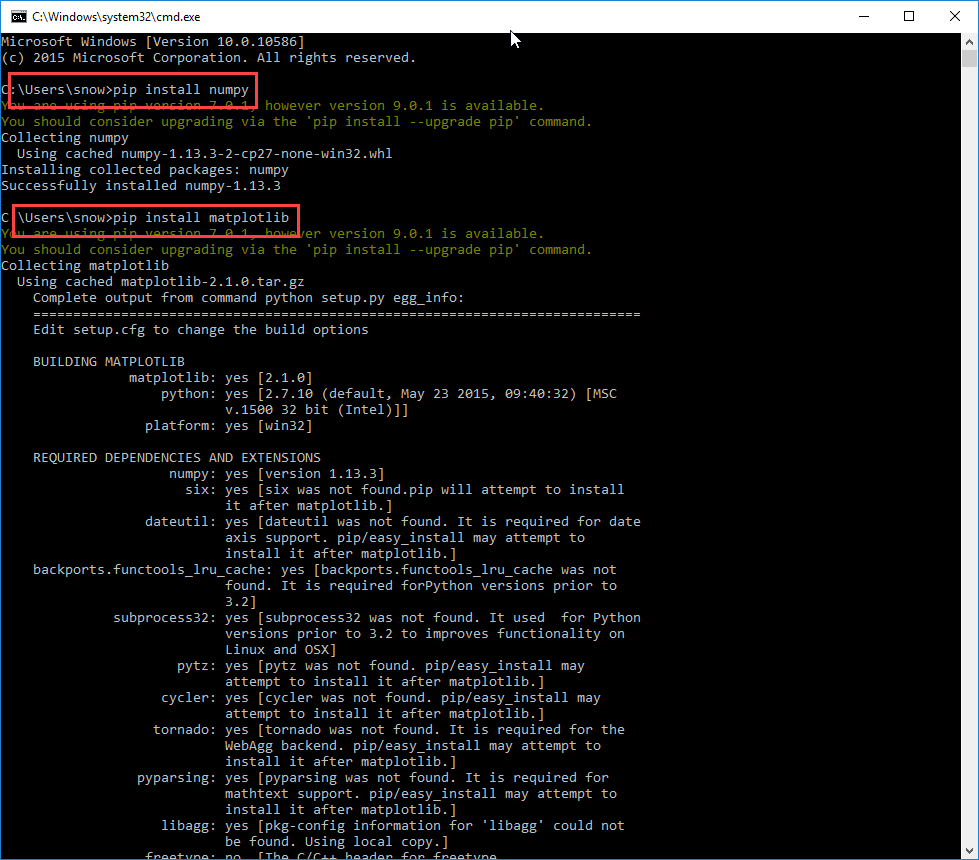 C:\Windows\system32\cmd.exe
Microsoft Windows [Version 10.0.10586]
(c) 2015 Microsoft Corporation. All rights reserved.
C:\Users\snow>pip install numpy
You are using pip version 7.0.1, however version 9.0.1 is available.
You should consider upgrading via the 'pip install --upgrade pip' command.
Collecting numpy
Using cached numpy-1.13.3-2-cp27-none-win32.whl
Installing collected packages: numpy
Successfully installed numpy-1.13.3
C:\Users\snow>pip install matplotlib
You are using pip version 7.0.1, however version 9.0.1 is available.
You should consider upgrading via the 'pip install --upgrade pip' command.
Collecting matplotlib
Using cached matplotlib-2.1.0.tar.gz
Complete output from command python setup.py egg_info:
============================================================================
Edit setup.cfg to change the build options
BUILDING MATPLOTLIB
matplotlib: yes [2.1.0]
python: yes [2.7.10 (default, May 23 2015, 09:40:32) [MSC
v.1500 32 bit (Intel)]]
platform: yes [win32]
REQUIRED DEPENDENCIES AND EXTENSIONS
numpy: yes [version 1.13.3]
six: yes [six was not found.pip will attempt to install
it after matplotlib.]
dateutil: yes [dateutil was not found. It is required for date
axis support. pip/easy_install may attempt to
install it after matplotlib.]
backports.functools_lru_cache: yes [backports.functools_lru_cache was not
found. It is required forPython versions prior to
3.2]
subprocess32: yes [subprocess32 was not found. It used  for Python
versions prior to 3.2 to improves functionality on
Linux and OSX]
pytz: yes [pytz was not found. pip/easy_install may
attempt to install it after matplotlib.]
cycler: yes [cycler was not found. pip/easy_install may
attempt to install it after matplotlib.]
tornado: yes [tornado was not found. It is required for the
WebAgg backend. pip/easy_install may attempt to
install it after matplotlib.]
pyparsing: yes [pyparsing was not found. It is required for
mathtext support. pip/easy_install may attempt to
install it after matplotlib.]
libagg: yes [pkg-config information for 'libagg' could not
be found. Using local copy.]
freetype: no  [The C/C++ header for freetype